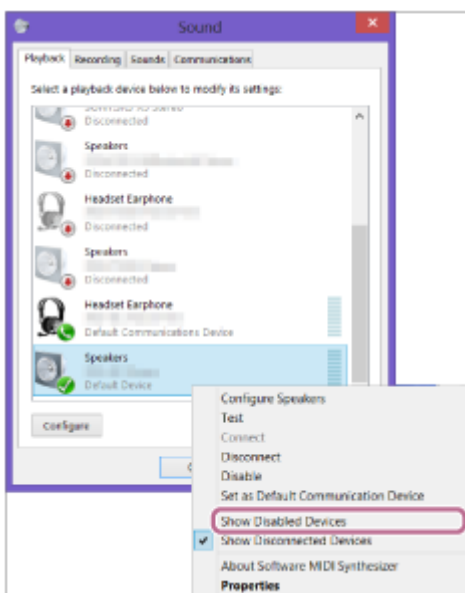 Sound
Playback Recording Sounds Communications
Select a playback device below to modify its settings:
Disconnected
Speakers
Disconnected
Headset Earphone
Disconnected
Speakers
Disconnected
Headset Earphone
Default Communications Device
Speakers
Default Device
Configure
Configure Speakers
Test
Connect
Disconnect
Disable
Set as Default Communication Device
Show Disabled Devices
Show Disconnected Devices
About Software MIDI Synthesizer
Properties